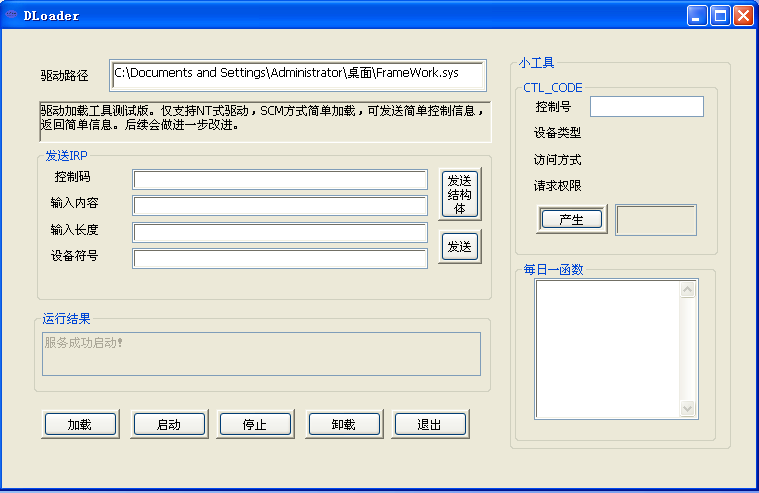 DLoader
驱动路径
C:\Documents and Settings\Administrator\桌面\FrameWork.sys
驱动加载工具测试版。仅支持NT式驱动，SCM方式简单加载，可发送简单控制信息，
返回简单信息。后续会做进一步改进。
发送IRP
控制码
输入内容
输入长度
设备符号
发送
结构
体
发送
运行结果
服务成功启动!
加载
启动
停止
卸载
退出
小工具
CTL_CODE
控制号
设备类型
访问方式
请求权限
产生
每日一函数